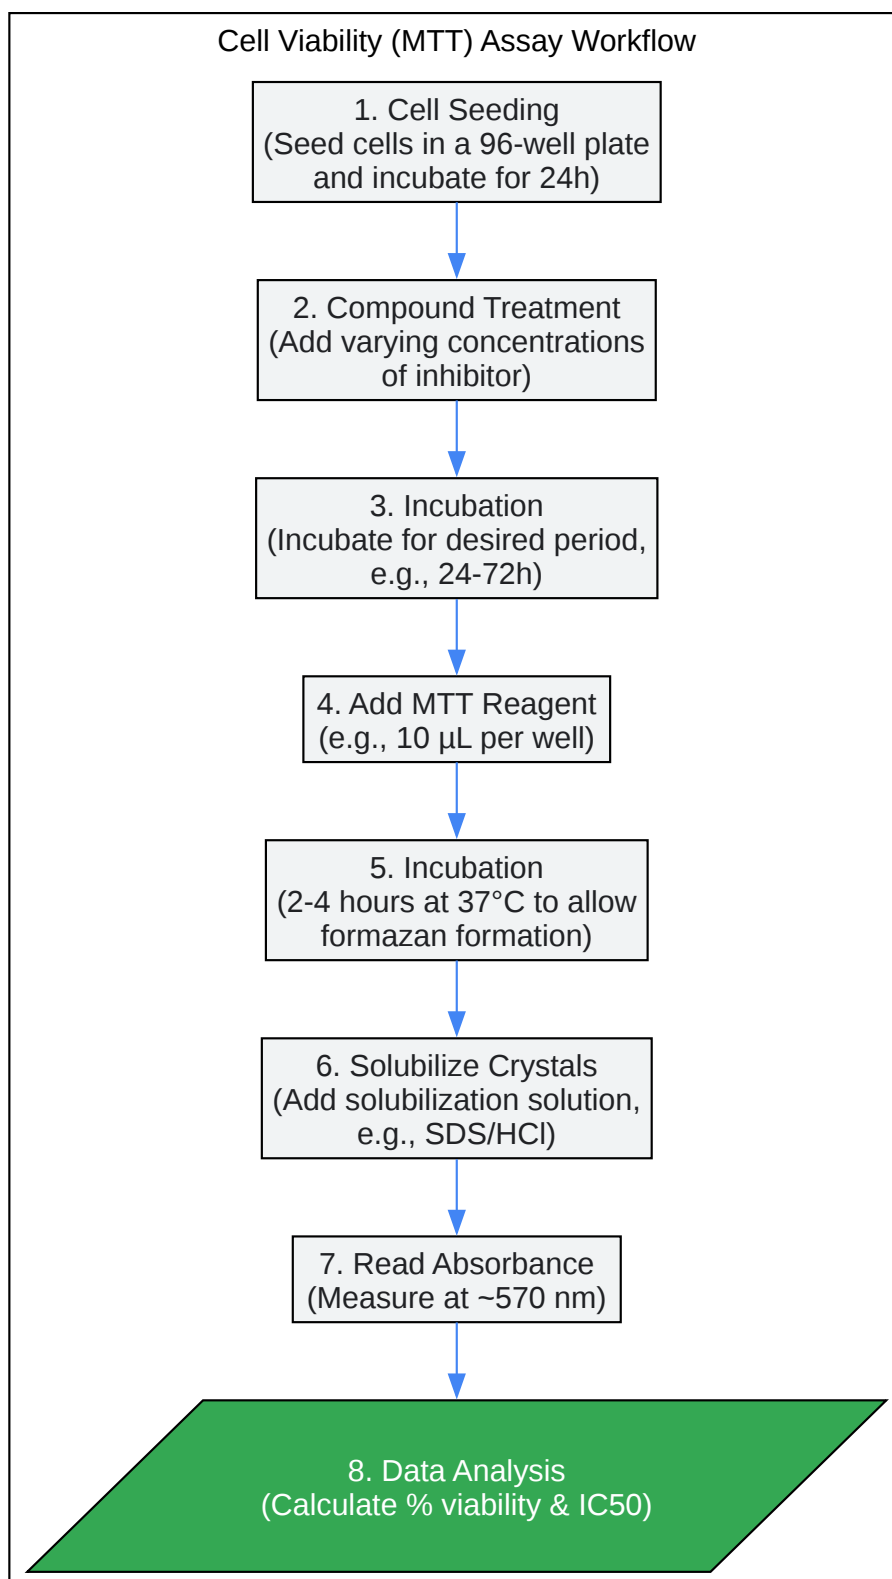 Cell Viability (MTT) Assay Workflow
1. Cell Seeding
(Seed cells in a 96-well plate
and incubate for 24h)
2. Compound Treatment
(Add varying concentrations
of inhibitor)
3. Incubation
(Incubate for desired period,
e.g., 24-72h)
4. Add MTT Reagent
(e.g., 10 µL per well)
5. Incubation
(2-4 hours at 37°C to allow
formazan formation)
6. Solubilize Crystals
(Add solubilization solution,
e.g., SDS/HCl)
7. Read Absorbance
(Measure at ~570 nm)
8. Data Analysis
(Calculate % viability & IC50)